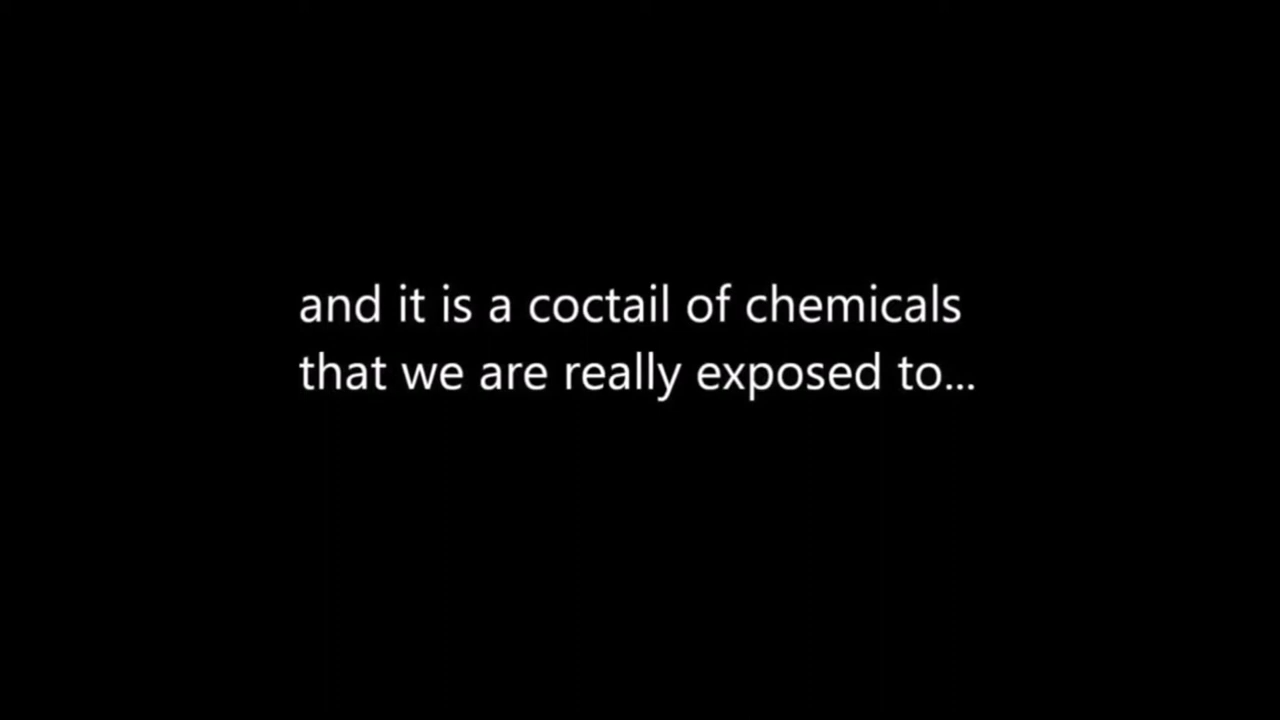 and it is a coctail of chemicals
that we are really exposed to...